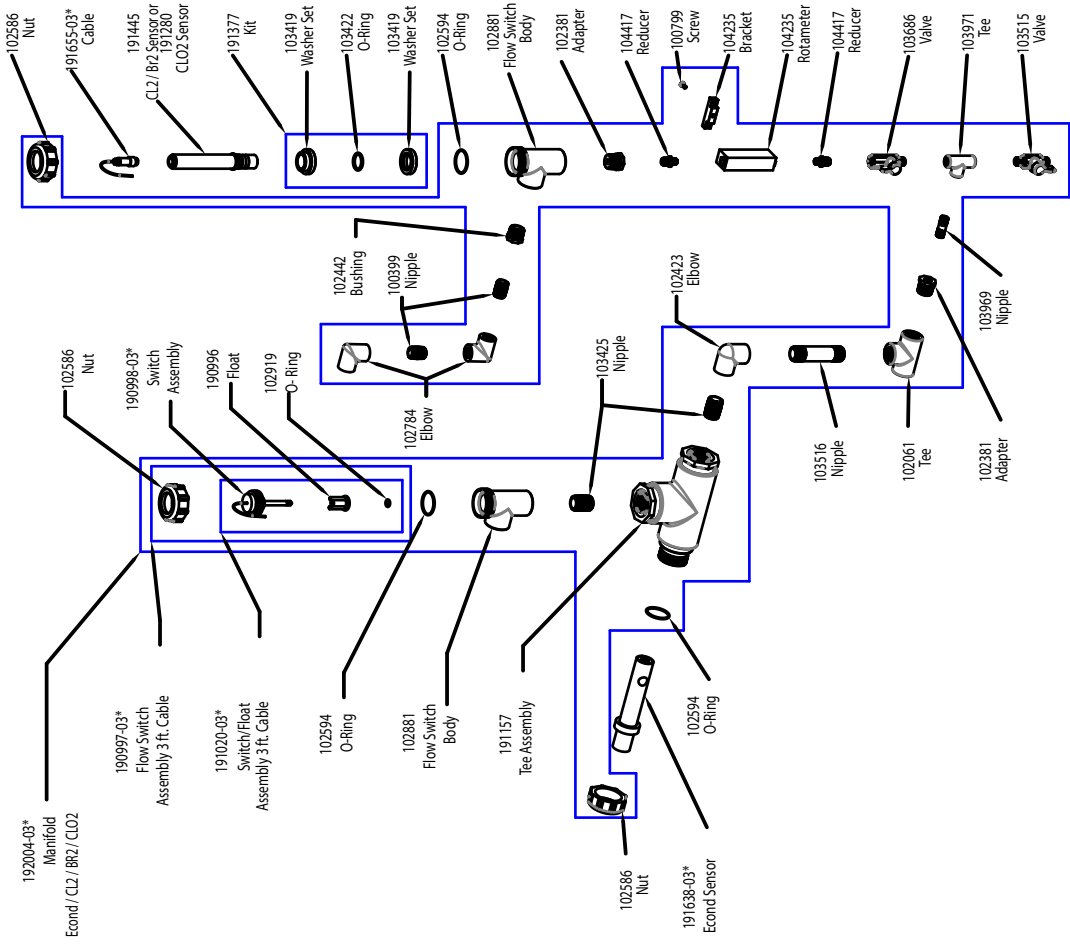 102586
Nut
191655-03*
Cable
191445
CL2 / Br2 Sensor or
191280
CLO2 Sensor
191377
Kit
103419
Washer Set
103422
O-Ring
103419
Washer Set
102594
O-Ring
102881
Flow Switch
Body
102381
Adapter
104417
Reducer
100799
Screw
104235
Bracket
104235
Rotameter
104417
Reducer
103686
Valve
103971
Tee
103515
Valve
102442
Bushing
100399
Nipple
102784
Elbow
102423
Elbow
103969
Nipple
102586
Nut
190998-03*
Switch
Assembly
190996
Float
102919
O- Ring
103425
Nipple
103516
Nipple
102061
Tee
102381
Adapter
192004-03*
Manifold
Econd / CL2 / BR2 / CLO2
190997-03*
Flow Switch
Assembly 3 ft. Cable
191020-03*
Switch/Float
Assembly 3 ft. Cable
102594
O-Ring
102881
Flow Switch
Body
191157
Tee Assembly
102594
O-Ring
102586
Nut
191638-03*
Econd Sensor